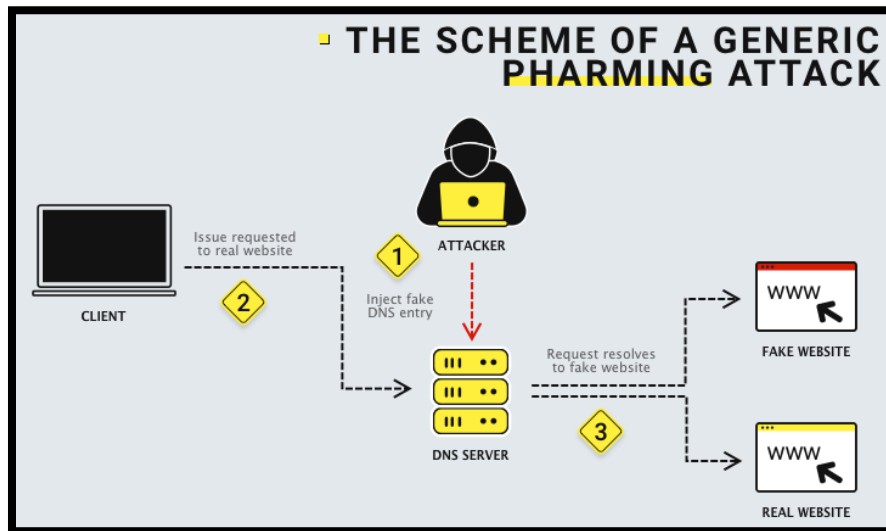 THE SCHEME OF A GENERIC
PHARMING ATTACK
ATTACKER
1
Inject fake
DNS entry
Issue requested
to real website
2
CLIENT
DNS SERVER
Request resolves
to fake website
3
WWW
FAKE WEBSITE
WWW
REAL WEBSITE